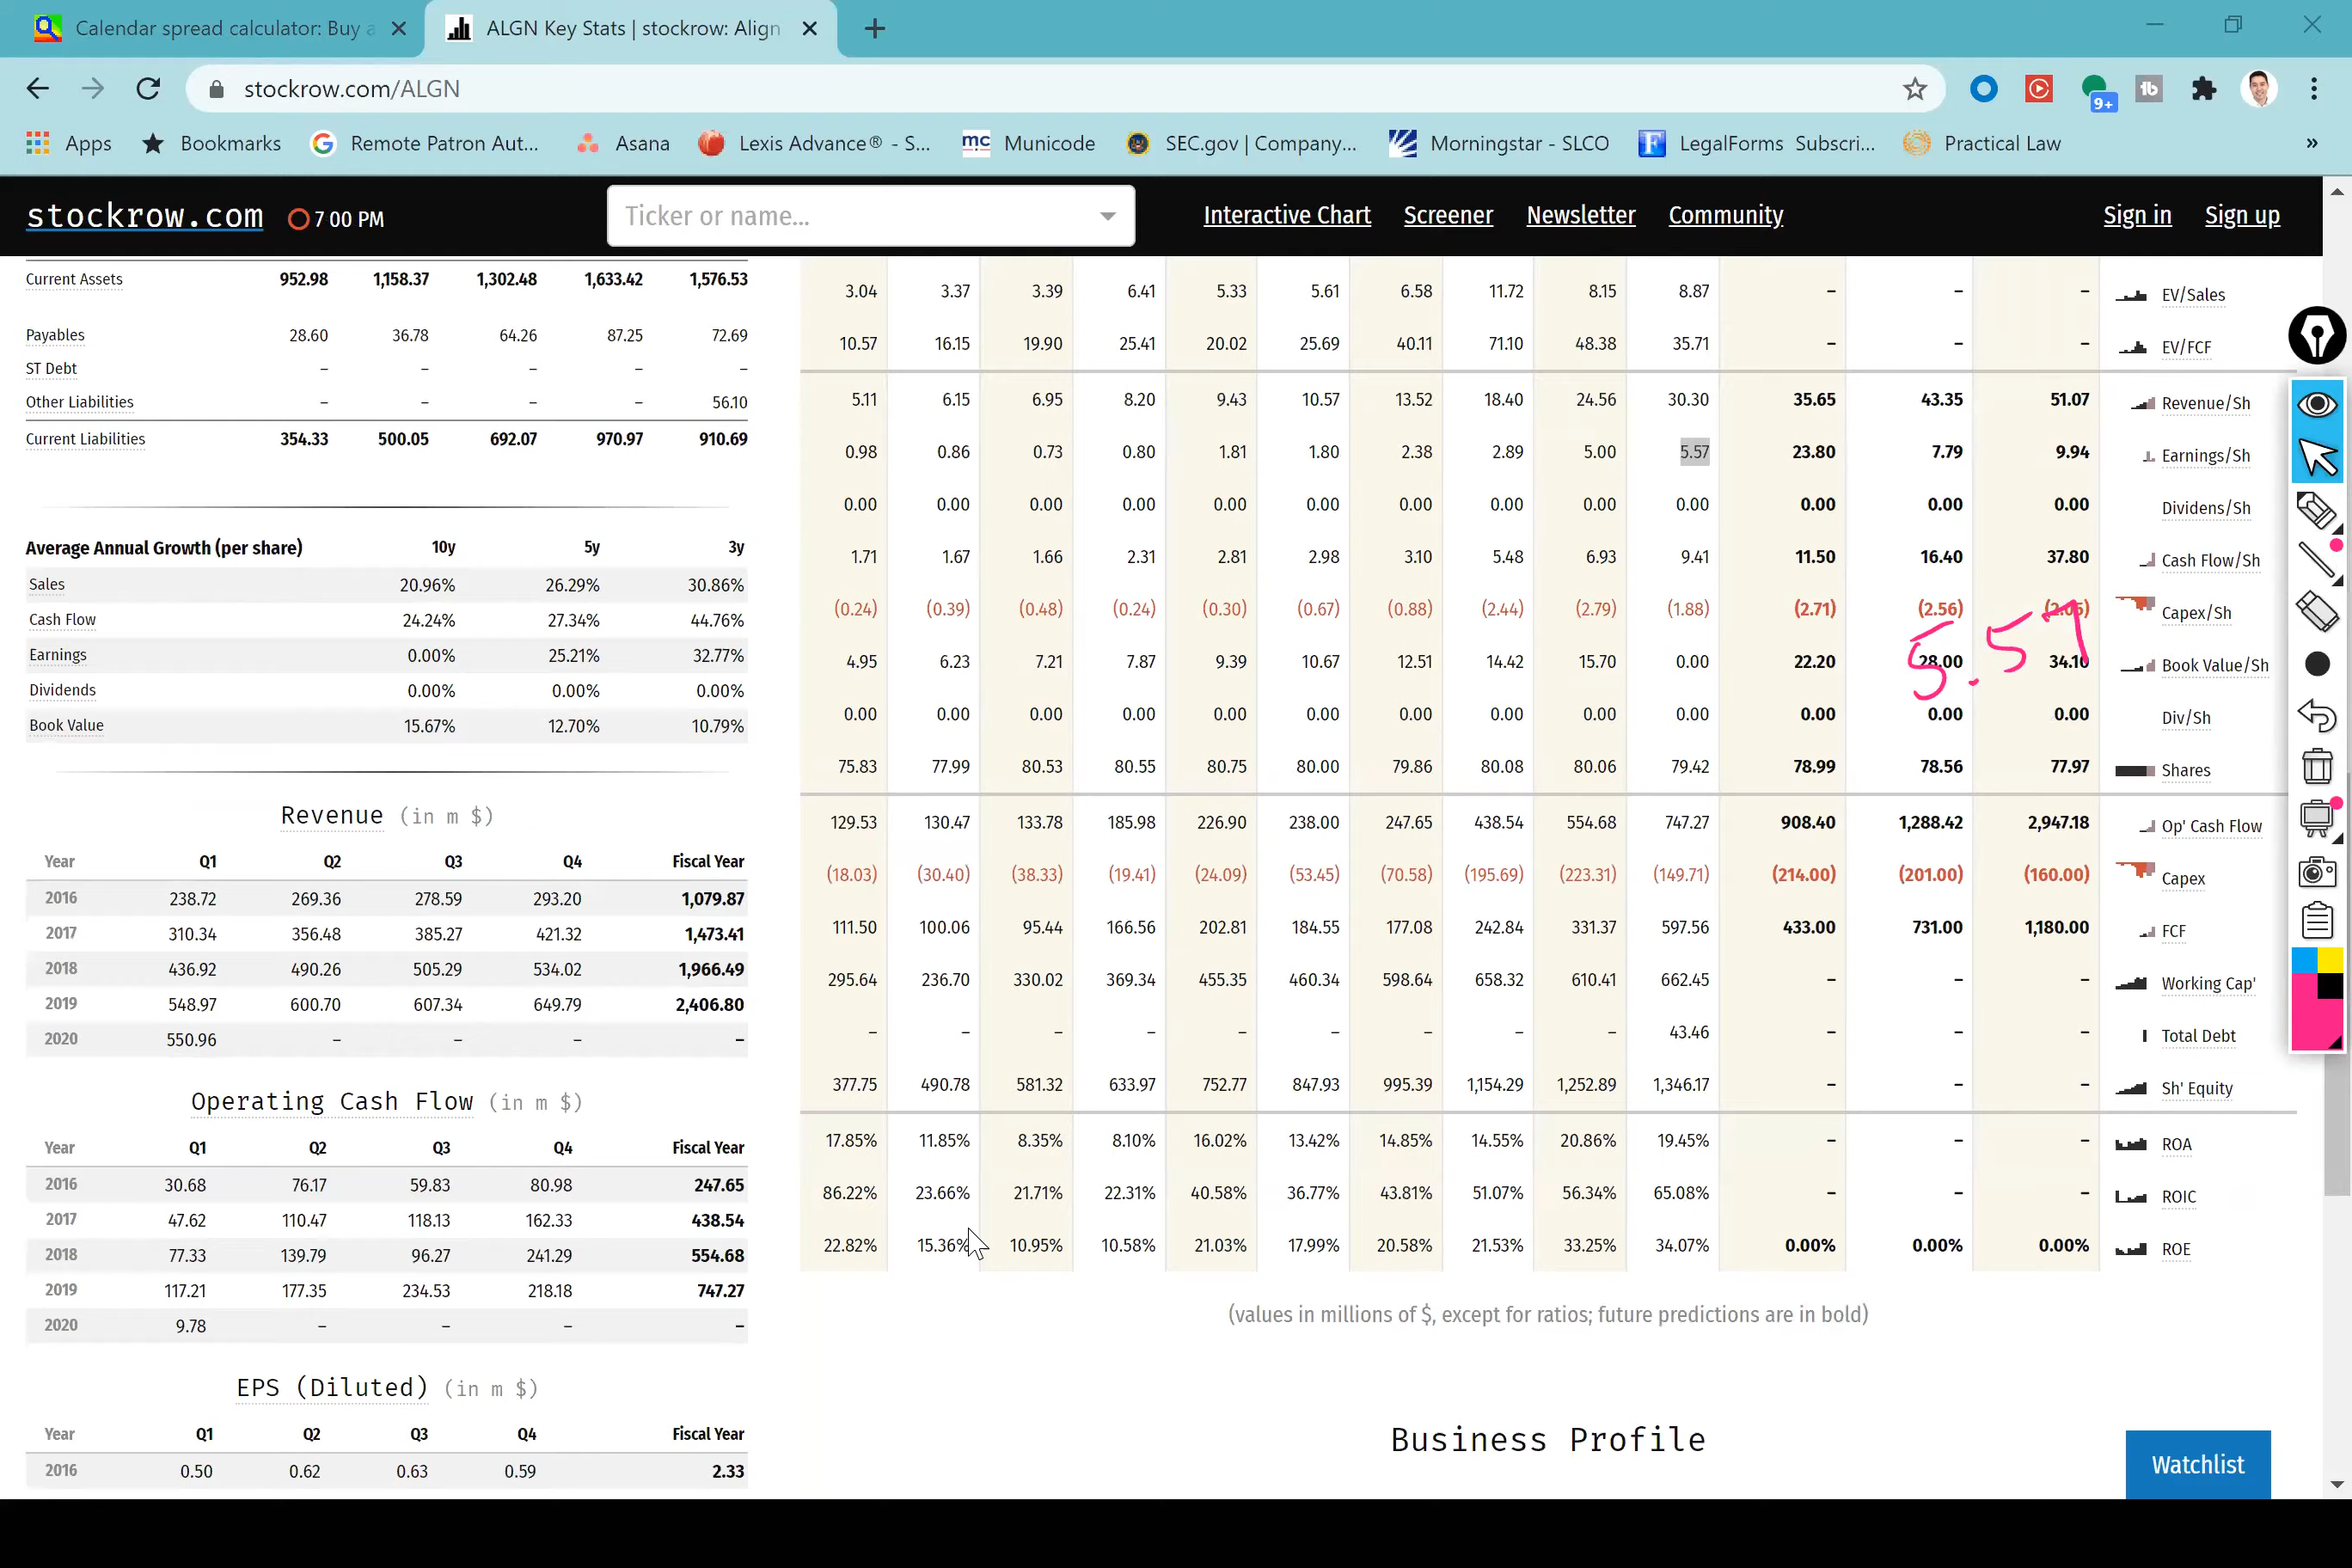 Calendar spread calculator: Buy a
ALGN Key Stats | stockrow: Align
stockrow.com/ALGN
9+
Apps Bookmarks Remote Patron Aut... Asana Lexis Advance® - S... mc Municode SEC.gov | Company... Morningstar - SLCO F LegalForms Subscri... Practical Law »
stockrow.com 7 00 PM Ticker or name... Interactive Chart Screener Newsletter Community Sign in Sign up
Current Assets 952.98 1,158.37 1,302.48 1,633.42 1,576.53
Payables 28.60 36.78 64.26 87.25 72.69
ST Debt – – – – –
Other Liabilities – – – – 56.10
Current Liabilities 354.33 500.05 692.07 970.97 910.69
Average Annual Growth (per share) 10y 5y 3y
Sales 20.96% 26.29% 30.86%
Cash Flow 24.24% 27.34% 44.76%
Earnings 0.00% 25.21% 32.77%
Dividends 0.00% 0.00% 0.00%
Book Value 15.67% 12.70% 10.79%
Revenue (in m $)
Year Q1 Q2 Q3 Q4 Fiscal Year
2016 238.72 269.36 278.59 293.20 1,079.87
2017 310.34 356.48 385.27 421.32 1,473.41
2018 436.92 490.26 505.29 534.02 1,966.49
2019 548.97 600.70 607.34 649.79 2,406.80
2020 550.96 – – – –
Operating Cash Flow (in m $)
Year Q1 Q2 Q3 Q4 Fiscal Year
2016 30.68 76.17 59.83 80.98 247.65
2017 47.62 110.47 118.13 162.33 438.54
2018 77.33 139.79 96.27 241.29 554.68
2019 117.21 177.35 234.53 218.18 747.27
2020 9.78 – – – –
EPS (Diluted) (in m $)
Year Q1 Q2 Q3 Q4 Fiscal Year
2016 0.50 0.62 0.63 0.59 2.33
3.04 3.37 3.39 6.41 5.33 5.61 6.58 11.72 8.15 8.87 – – – EV/Sales
10.57 16.15 19.90 25.41 20.02 25.69 40.11 71.10 48.38 35.71 – – – EV/FCF
5.11 6.15 6.95 8.20 9.43 10.57 13.52 18.40 24.56 30.30 35.65 43.35 51.07 Revenue/Sh
0.98 0.86 0.73 0.80 1.81 1.80 2.38 2.89 5.00 5.57 23.80 7.79 9.94 Earnings/Sh
0.00 0.00 0.00 0.00 0.00 0.00 0.00 0.00 0.00 0.00 0.00 0.00 0.00 Dividens/Sh
1.71 1.67 1.66 2.31 2.81 2.98 3.10 5.48 6.93 9.41 11.50 16.40 37.80 Cash Flow/Sh
(0.24) (0.39) (0.48) (0.24) (0.30) (0.67) (0.88) (2.44) (2.79) (1.88) (2.71) (2.56) Capex/Sh
5.57
4.95 6.23 7.21 7.87 9.39 10.67 12.51 14.42 15.70 0.00 22.20 28.00 34.10 Book Value/Sh
0.00 0.00 0.00 0.00 0.00 0.00 0.00 0.00 0.00 0.00 0.00 0.00 0.00 Div/Sh
75.83 77.99 80.53 80.55 80.75 80.00 79.86 80.08 80.06 79.42 78.99 78.56 77.97 Shares
129.53 130.47 133.78 185.98 226.90 238.00 247.65 438.54 554.68 747.27 908.40 1,288.42 2,947.18 Op' Cash Flow
(18.03) (30.40) (38.33) (19.41) (24.09) (53.45) (70.58) (195.69) (223.31) (149.71) (214.00) (201.00) (160.00) Capex
111.50 100.06 95.44 166.56 202.81 184.55 177.08 242.84 331.37 597.56 433.00 731.00 1,180.00 FCF
295.64 236.70 330.02 369.34 455.35 460.34 598.64 658.32 610.41 662.45 – – – Working Cap'
– – – – – – – – – 43.46 – – – Total Debt
377.75 490.78 581.32 633.97 752.77 847.93 995.39 1,154.29 1,252.89 1,346.17 – – – Sh' Equity
17.85% 11.85% 8.35% 8.10% 16.02% 13.42% 14.85% 14.55% 20.86% 19.45% – – – ROA
86.22% 23.66% 21.71% 22.31% 40.58% 36.77% 43.81% 51.07% 56.34% 65.08% – – – ROIC
22.82% 15.36% 10.95% 10.58% 21.03% 17.99% 20.58% 21.53% 33.25% 34.07% 0.00% 0.00% 0.00% ROE
(values in millions of $, except for ratios; future predictions are in bold)
Business Profile
Watchlist